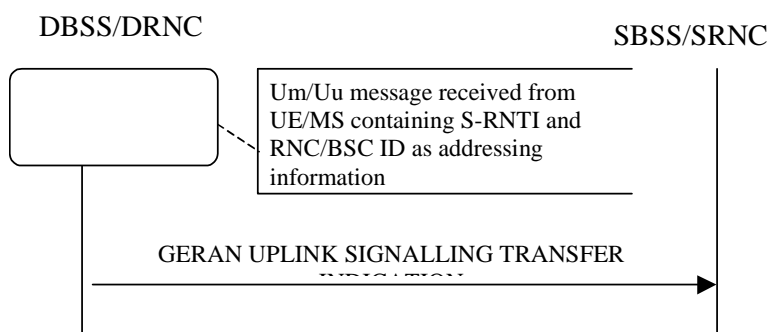 DBSS/DRNC
SBSS/SRNC
Um/Uu message received from
UE/MS containing S-RNTI and
RNC/BSC ID as addressing
information
GERAN UPLINK SIGNALLING TRANSFER
INDICATION